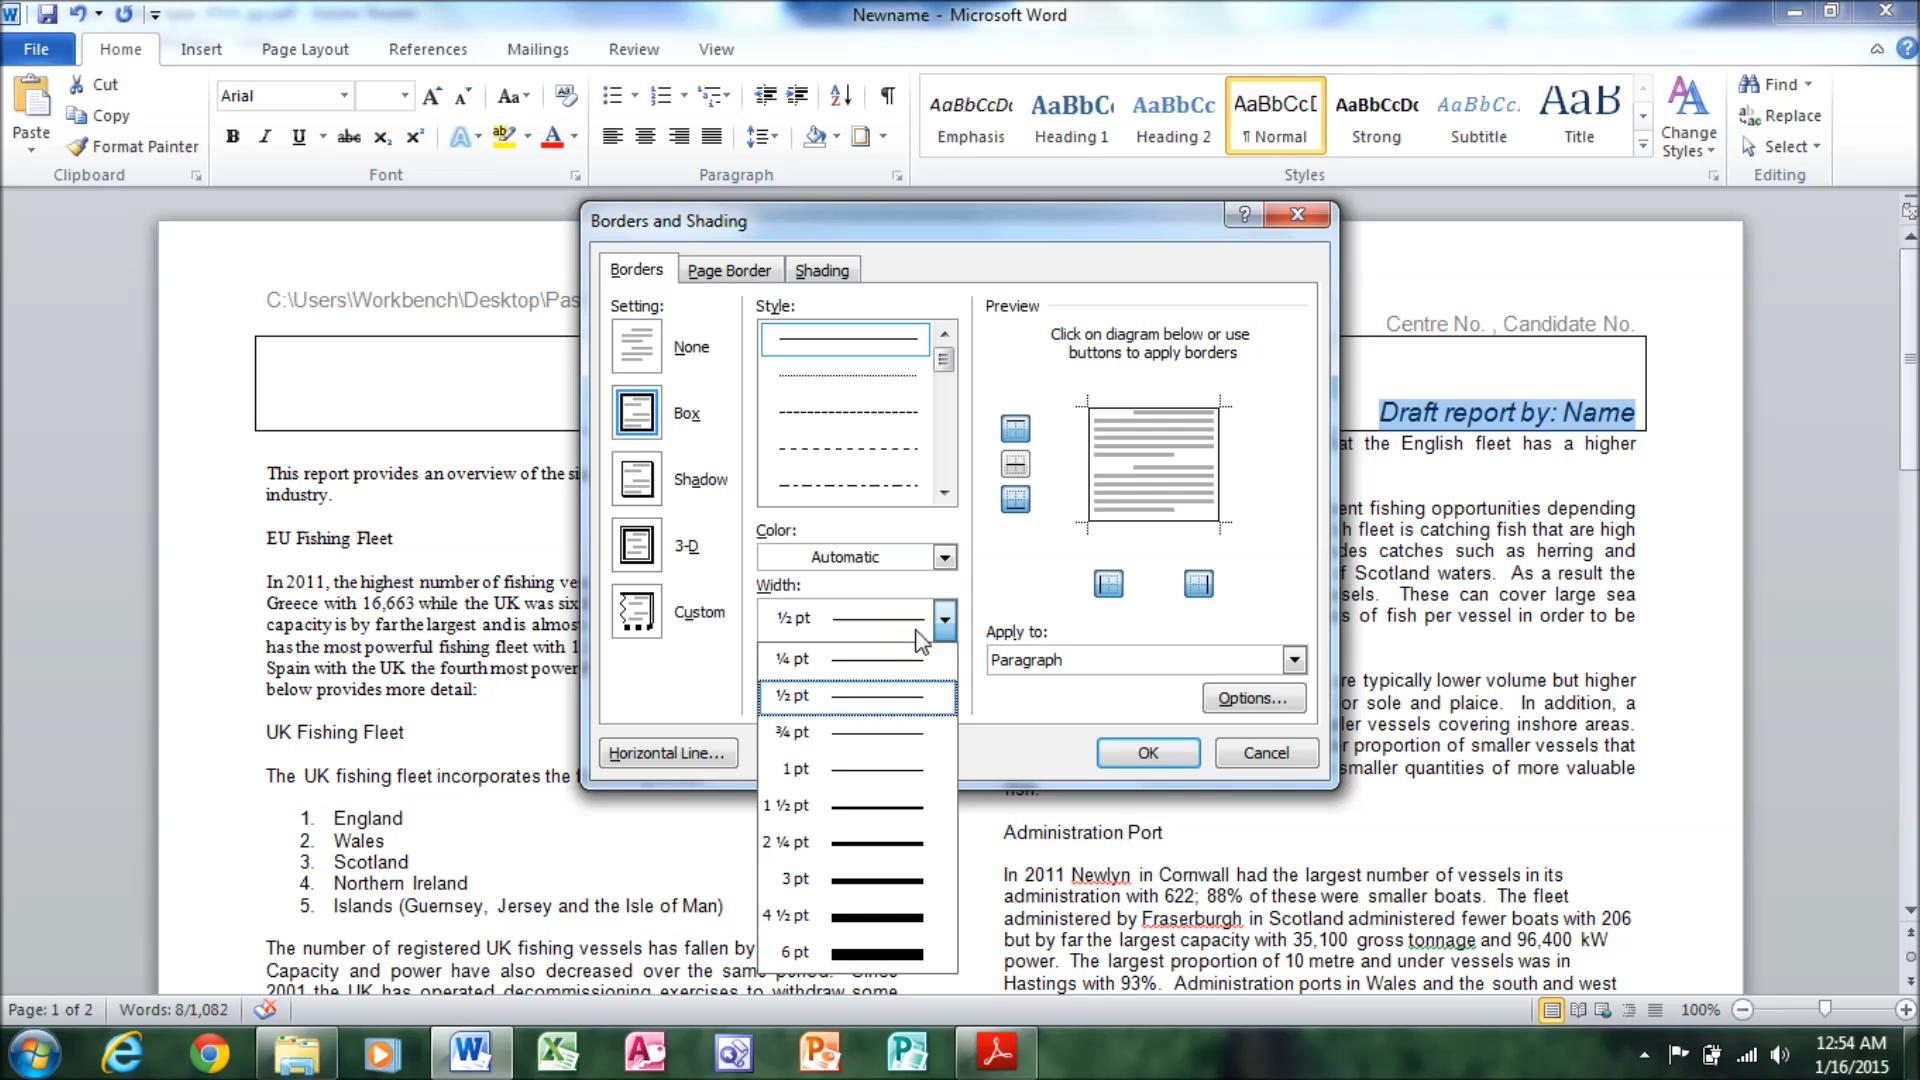 Newname - Microsoft Word
File Home Insert Page Layout References Mailings Review View
Paste
Cut
Copy
Format Painter
Clipboard
Arial
Font
Paragraph
AaBbCcDc Emphasis
AaBbC Heading 1
AaBbCc Heading 2
AaBbCcD ¶ Normal
AaBbCcDc Strong
AaBbCc. Subtitle
AaB Title
Change Styles
Styles
Find
Replace
Select
Editing
C:\Users\Workbench\Desktop\Pas
Centre No. , Candidate No.
Draft report by: Name
This report provides an overview of the si
industry.
EU Fishing Fleet
In 2011, the highest number of fishing ve
Greece with 16,663 while the UK was six
capacity is by far the largest and is almos
has the most powerful fishing fleet with 1
Spain with the UK the fourth most power
below provides more detail:
UK Fishing Fleet
The UK fishing fleet incorporates the f
1. England
2. Wales
3. Scotland
4. Northern Ireland
5. Islands (Guernsey, Jersey and the Isle of Man)
The number of registered UK fishing vessels has fallen by
Capacity and power have also decreased over the same period. Since
2001 the UK has operated decommissioning exercises to withdraw some
Borders and Shading
Borders Page Border Shading
Setting:
None
Box
Shadow
3-D
Custom
Style:
Color:
Automatic
Width:
½ pt
¼ pt
½ pt
¾ pt
1 pt
1 ½ pt
2 ¼ pt
3 pt
4 ½ pt
6 pt
Preview
Click on diagram below or use
buttons to apply borders
Apply to:
Paragraph
Options...
Horizontal Line...
OK
Cancel
at the English fleet has a higher
ent fishing opportunities depending
h fleet is catching fish that are high
des catches such as herring and
f Scotland waters. As a result the
sels. These can cover large sea
s of fish per vessel in order to be
re typically lower volume but higher
or sole and plaice. In addition, a
ler vessels covering inshore areas.
r proportion of smaller vessels that
smaller quantities of more valuable
fish.
Administration Port
In 2011 Newlyn in Cornwall had the largest number of vessels in its
administration with 622; 88% of these were smaller boats. The fleet
administered by Fraserburgh in Scotland administered fewer boats with 206
but by far the largest capacity with 35,100 gross tonnage and 96,400 kW
power. The largest proportion of 10 metre and under vessels was in
Hastings with 93%. Administration ports in Wales and the south and west
Page: 1 of 2 Words: 8/1,082
100%
12:54 AM
1/16/2015